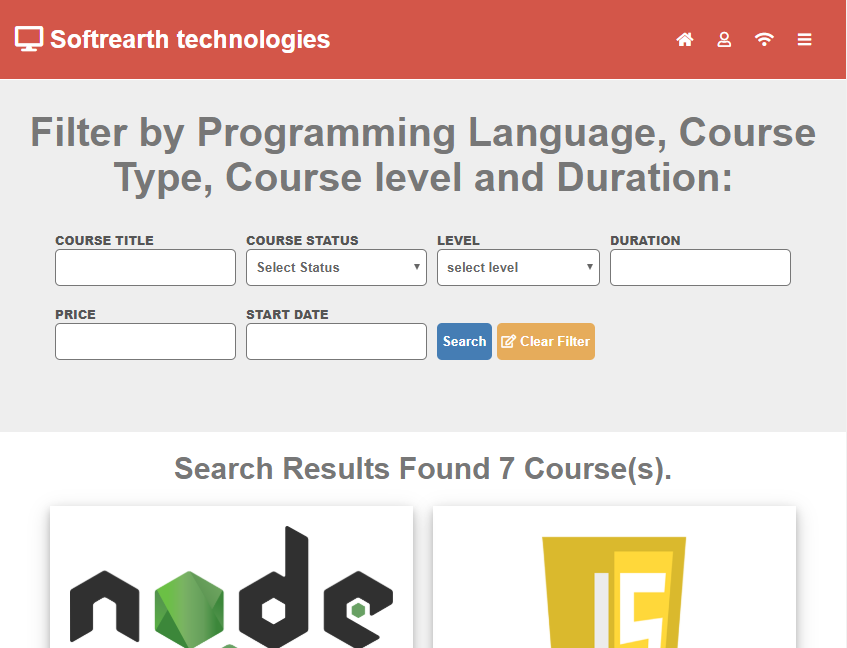 Softrearth technologies
Filter by Programming Language, Course
Type, Course level and Duration:
COURSE TITLE COURSE STATUS LEVEL DURATION
Select Status select level
PRICE START DATE
Search Clear Filter
Search Results Found 7 Course(s).
node
JS